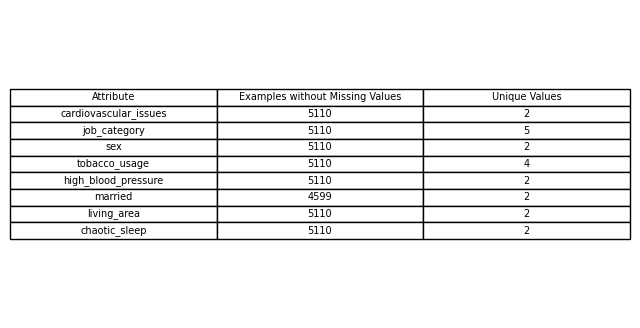 Attribute Examples without Missing Values Unique Values
cardiovascular_issues 5110 2
job_category 5110 5
sex 5110 2
tobacco_usage 5110 4
high_blood_pressure 5110 2
married 4599 2
living_area 5110 2
chaotic_sleep 5110 2